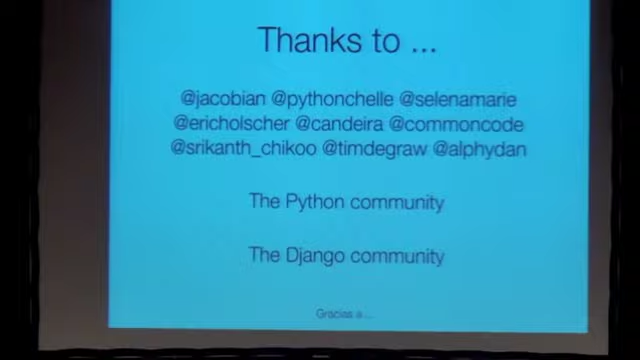 Thanks to ...
@jacobian @pythonchelle @selenamarie
@ericholscher @candeira @commoncode
@srikanth_chikoo @timdegraw @alphydan
The Python community
The Django community
Gracias a ...